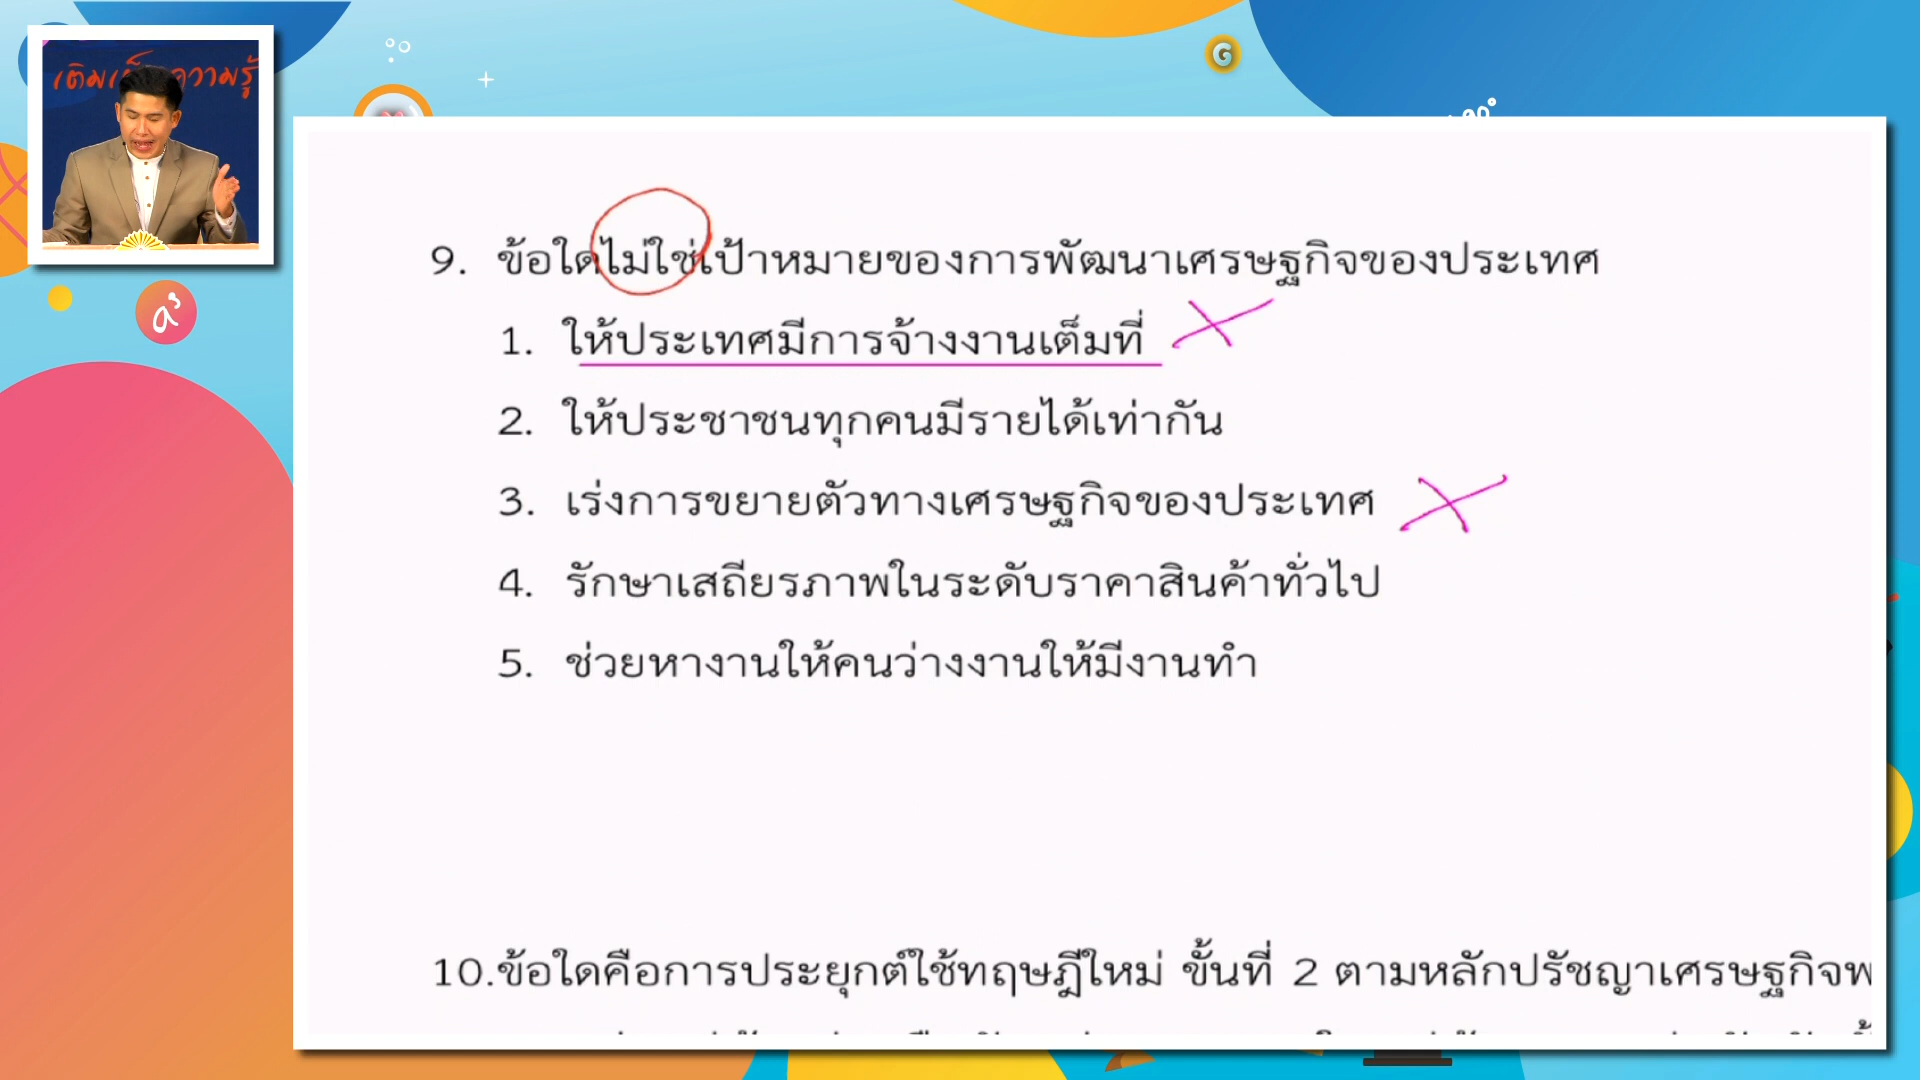 9. ข้อใดไม่ใช่เป้าหมายของการพัฒนาเศรษฐกิจของประเทศ
1. ให้ประเทศมีการจ้างงานเต็มที่
2. ให้ประชาชนทุกคนมีรายได้เท่ากัน
3. เร่งการขยายตัวทางเศรษฐกิจของประเทศ
4. รักษาเสถียรภาพในระดับราคาสินค้าทั่วไป
5. ช่วยหางานให้คนว่างงานให้มีงานทำ
10.ข้อใดคือการประยุกต์ใช้ทฤษฎีใหม่ ขั้นที่ 2 ตามหลักปรัชญาเศรษฐกิจพ